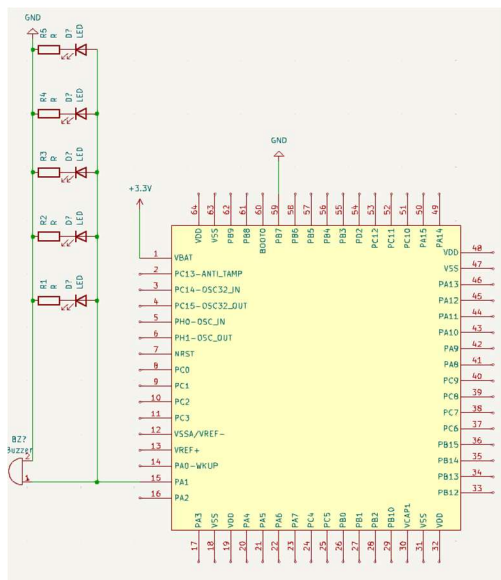 GND
R5 R D? LED
R4 R D? LED
R3 R D? LED
R2 R D? LED
R1 R D? LED
BZ?
Buzzer
2
1
+3.3V
GND
64 VDD
63 VSS
62 PB9
61 PB8
60 BOOT0
59 PB7
58 PB6
57 PB5
56 PB4
55 PB3
54 PD2
53 PC12
52 PC11
51 PC10
50 PA15
49 PA14
1 VBAT
2 PC13-ANTI_TAMP
3 PC14-OSC32_IN
4 PC15-OSC32_OUT
5 PH0-OSC_IN
6 PH1-OSC_OUT
7 NRST
8 PC0
9 PC1
10 PC2
11 PC3
12 VSSA/VREF-
13 VREF+
14 PA0-WKUP
15 PA1
16 PA2
VDD 48
VSS 47
PA13 46
PA12 45
PA11 44
PA10 43
PA9 42
PA8 41
PC9 40
PC8 39
PC7 38
PC6 37
PB15 36
PB14 35
PB13 34
PB12 33
PA3 17
VSS 18
VDD 19
PA4 20
PA5 21
PA6 22
PA7 23
PC4 24
PC5 25
PB0 26
PB1 27
PB2 28
PB10 29
VCAP1 30
VSS 31
VDD 32